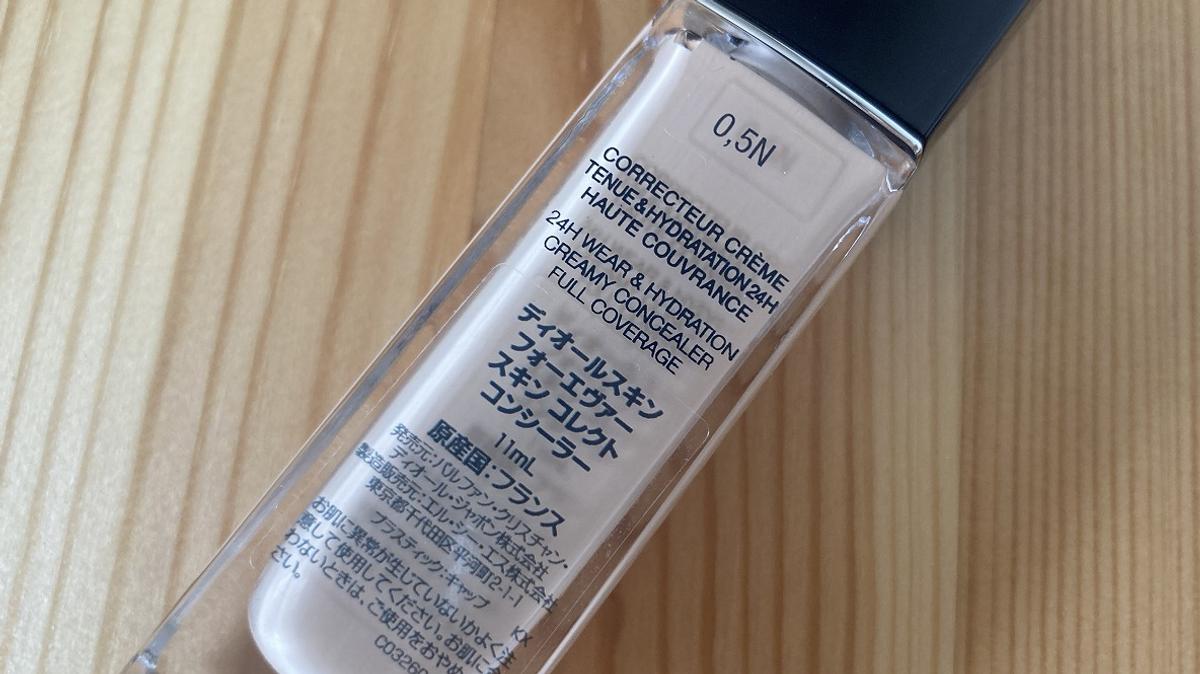 0,5N
CORRECTEUR CRÈME
TENUE&HYDRATATION 24H
HAUTE COUVRANCE
24H WEAR & HYDRATION
CREAMY CONCEALER
FULL COVERAGE
ディオールスキン
フォーエヴァー
スキン コレクト
コンシーラー
11mL
原産国:フランス
発売元:パルファン・クリスチャン・
ディオール・ジャポン株式会社
製造販売元:エル・ジー・エス株式会社
東京都千代田区平河町2-1-1
プラスティック:キャップ
KX
お肌に異常が生じていないかよく注
意して使用してください。お肌に合
わないときは、ご使用をおやめ
さい。
C03260